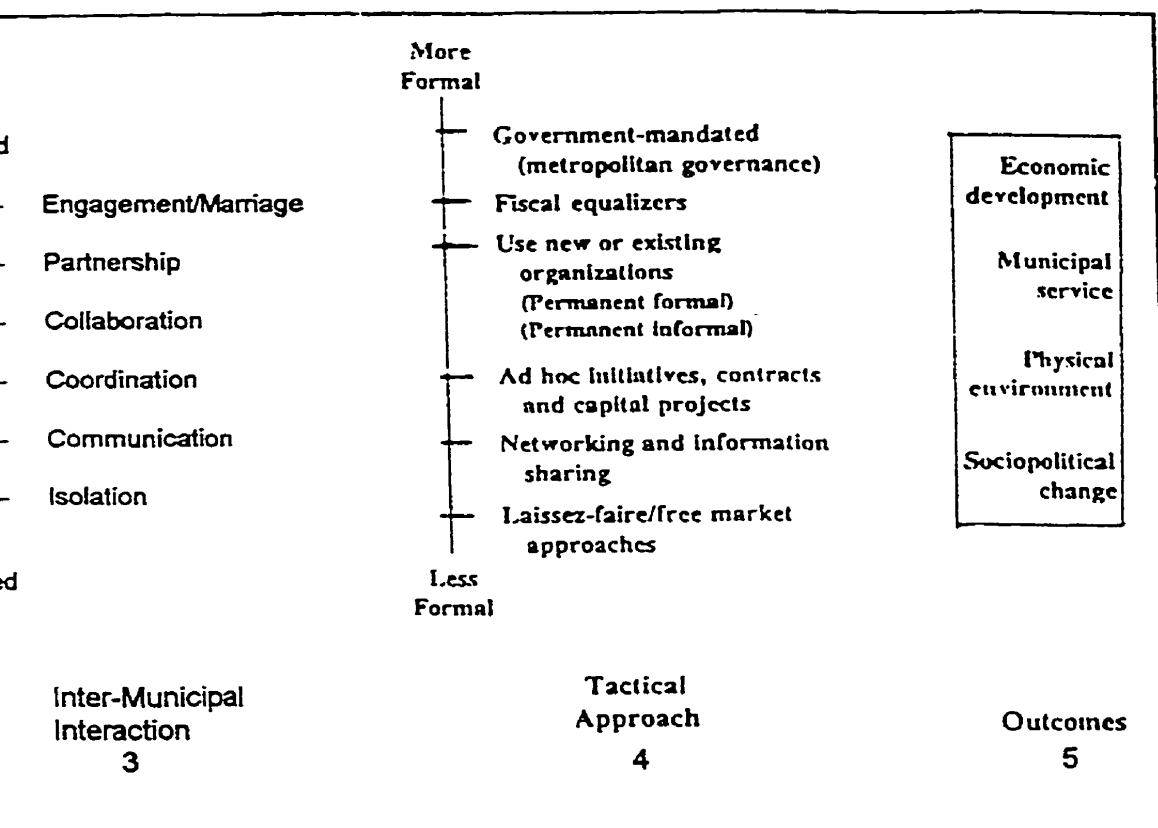 More
Formal
d
Engagement/Marriage
Partnership
Collaboration
Coordination
Communication
Isolation
ed
Government-mandated
(metropolitan governance)
Fiscal equalizers
Use new or existing
organizations
(Permanent formal)
(Permanent informal)
Ad hoc initiatives, contracts
and capital projects
Networking and information
sharing
Laissez-faire/free market
approaches
Less
Formal
Economic
development
Municipal
service
Physical
environment
Sociopolitical
change
Inter-Municipal
Interaction
3
Tactical
Approach
4
Outcomes
5